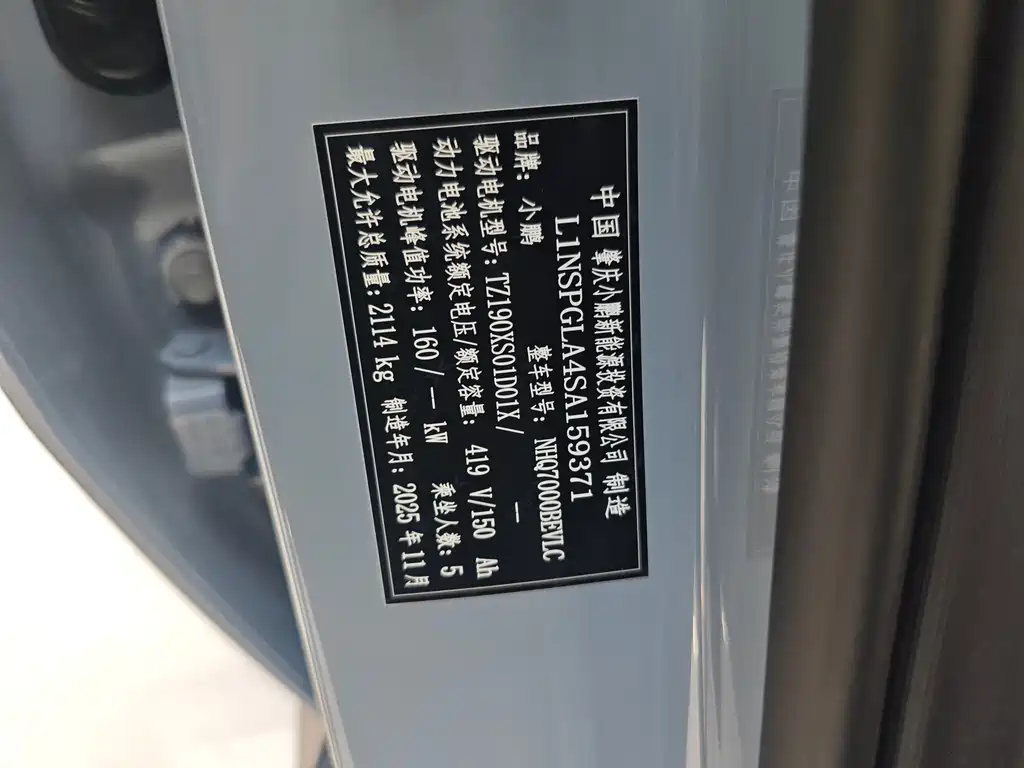 中国 肇庆小鹏新能源投资有限公司 制造
L1NSPGLA4SA159371
品牌: 小鹏 整车型号: NHQ7000BEVLC
驱动电机型号: TZ190XS01D01X/ —
动力电池系统额定电压/额定容量: 419 V/150 Ah
驱动电机峰值功率: 160/— kW 乘坐人数: 5
最大允许总质量: 2114 kg 制造年月: 2025 年 11 月